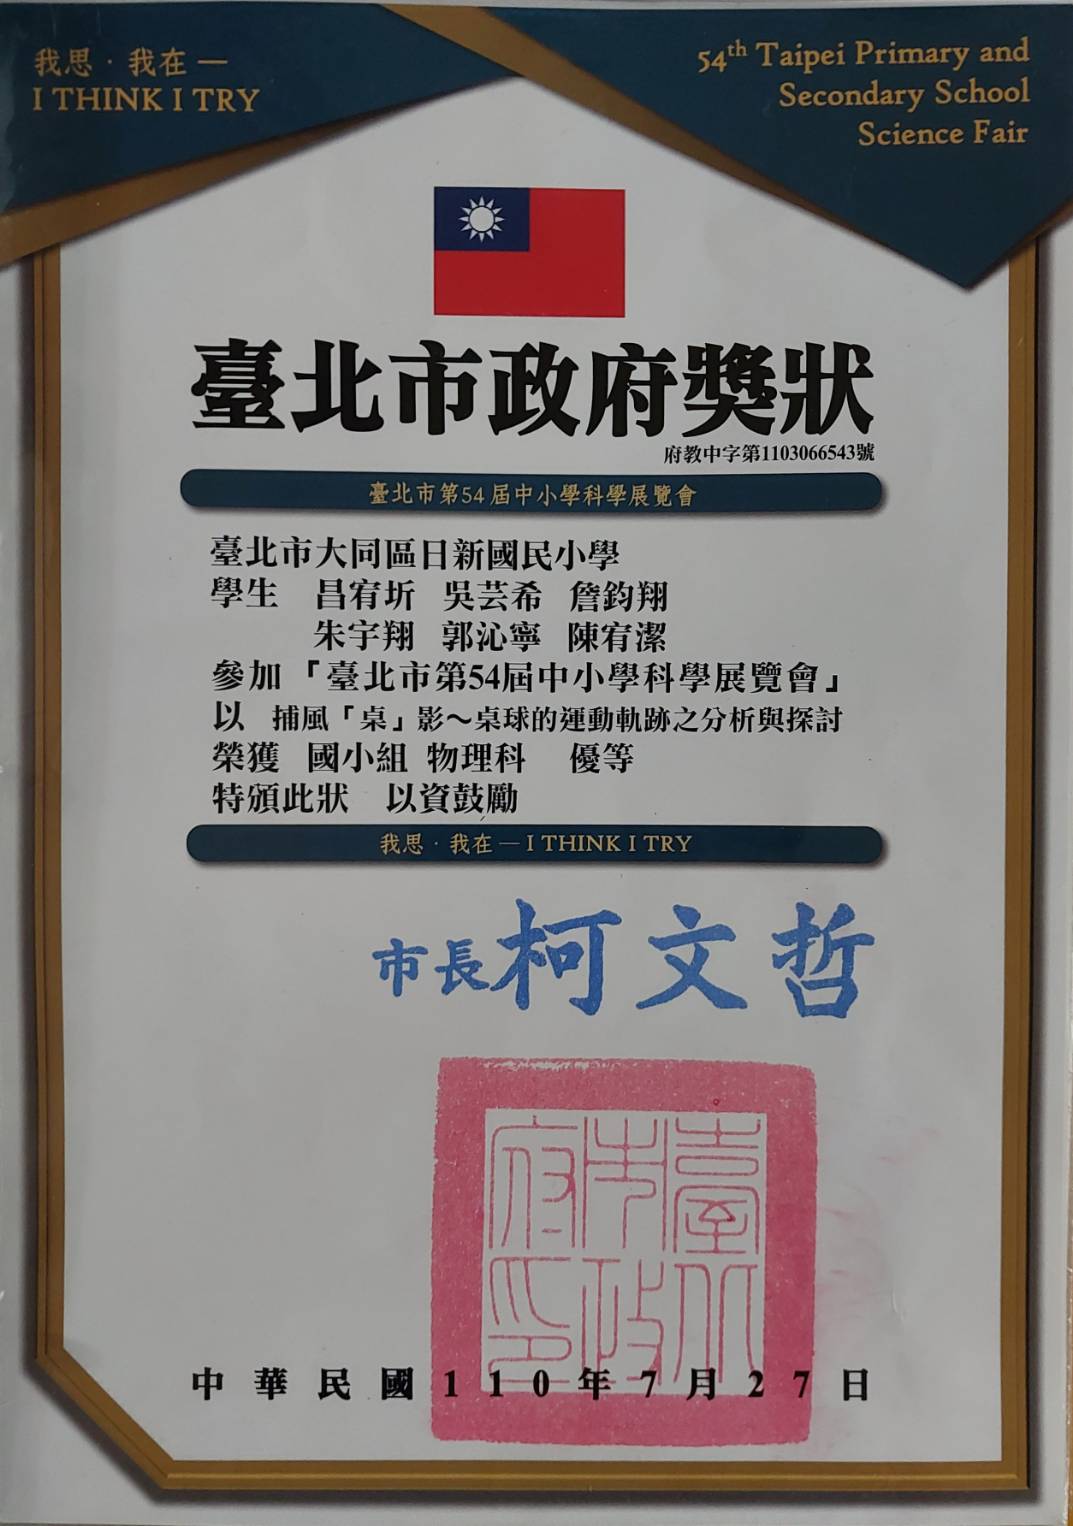 我思·我在—
I THINK I TRY
54th Taipei Primary and
Secondary School
Science Fair
臺北市政府獎狀
府教中字第1103066543號
臺北市第54屆中小學科學展覽會
臺北市大同區日新國民小學
學生 昌宥圻 吳芸希 詹鈞翔
朱宇翔 郭沁寧 陳宥潔
參加「臺北市第54屆中小學科學展覽會」
以 捕風「桌」影～桌球的運動軌跡之分析與探討
榮獲 國小組 物理科 優等
特頒此狀 以資鼓勵
我思·我在—I THINK I TRY
市長柯文哲
臺北市政府印
中華民國110年7月27日